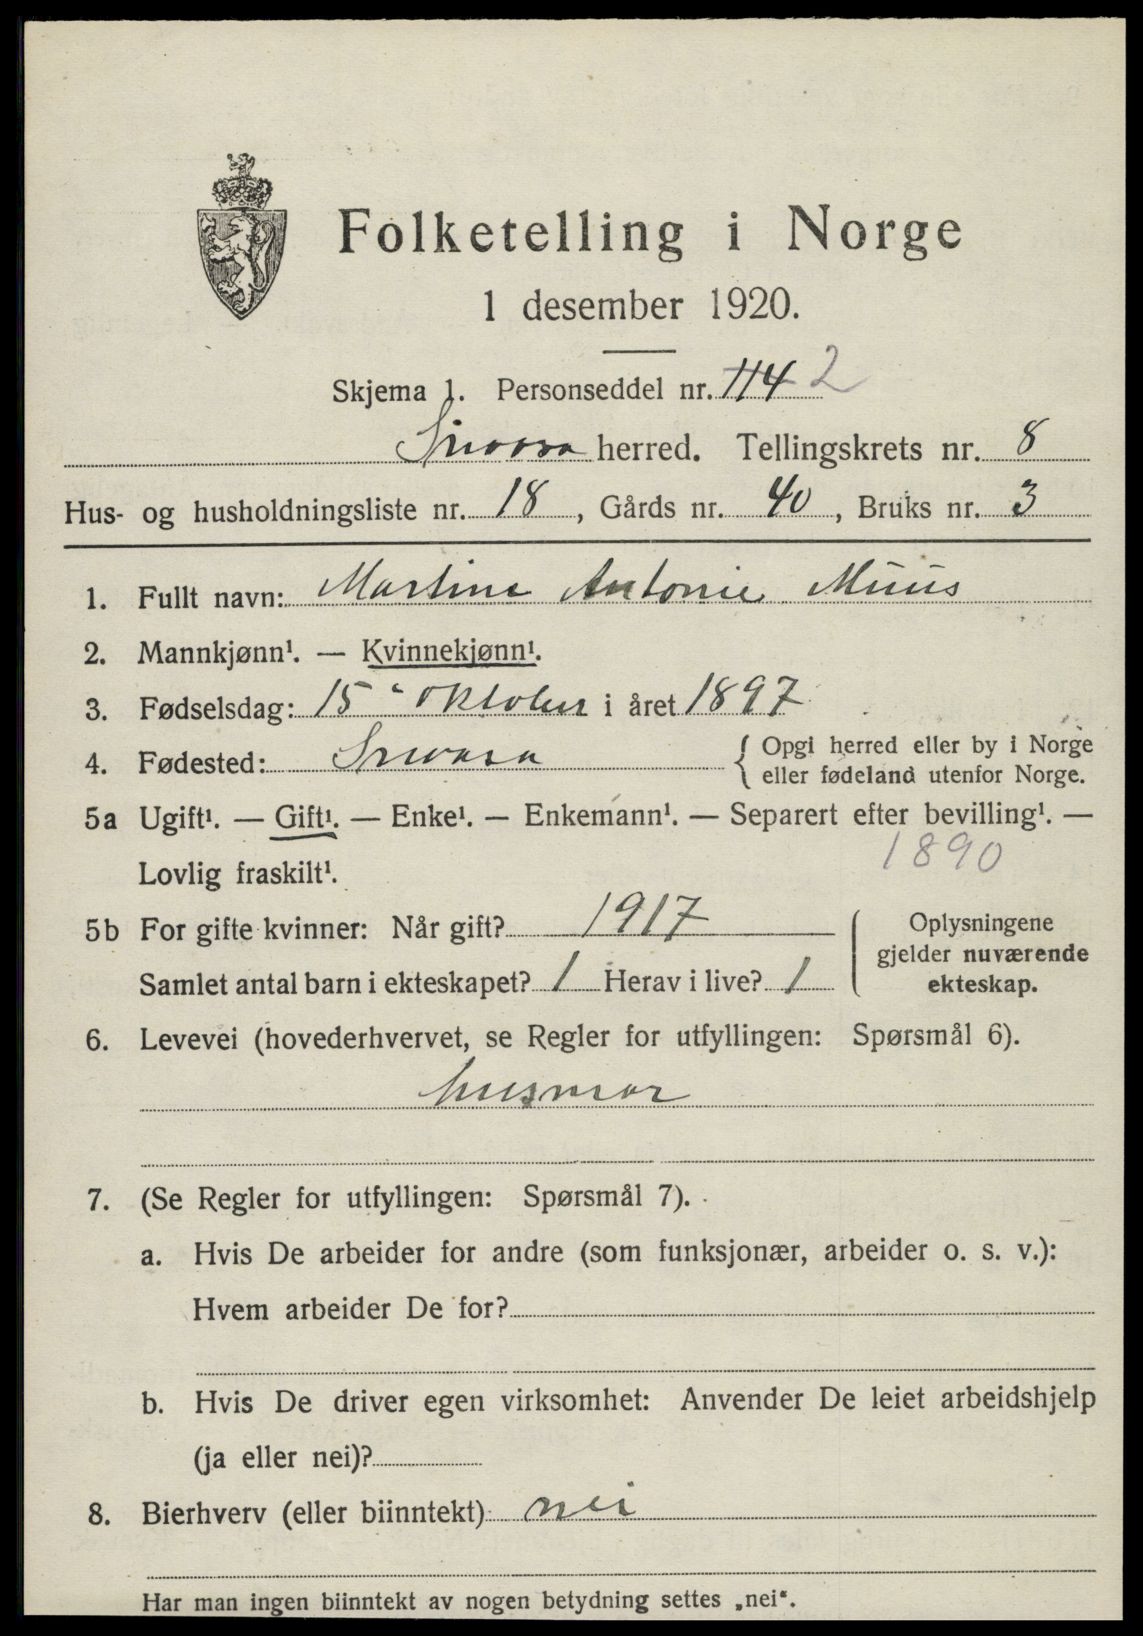 Folketelling i Norge
1 desember 1920.
Skjema 1. Personseddel nr. 114 2
Snaasa herred. Tellingskrets nr. 8
Hus- og husholdningsliste nr. 18, Gårds nr. 40, Bruks nr. 3
1. Fullt navn: Martine Antonie Muus
2. Mannkjønn¹. — Kvinnekjønn¹.
3. Fødselsdag: 15 oktober i året 1897
4. Fødested: Snaasa { Opgi herred eller by i Norge
eller fødeland utenfor Norge.
5a Ugift¹. — Gift¹. — Enke¹. — Enkemann¹. — Separert efter bevilling¹. —
Lovlig fraskilt¹. 1890
5b For gifte kvinner: Når gift? 1917
Samlet antal barn i ekteskapet? 1 Herav i live? 1
Oplysningene
gjelder nuværende
ekteskap.
6. Levevei (hovederhvervet, se Regler for utfyllingen: Spørsmål 6).
husmor
7. (Se Regler for utfyllingen: Spørsmål 7).
a. Hvis De arbeider for andre (som funksjonær, arbeider o. s. v.):
Hvem arbeider De for?
b. Hvis De driver egen virksomhet: Anvender De leiet arbeidshjelp
(ja eller nei)?
8. Bierhverv (eller biinntekt) nei
Har man ingen biinntekt av nogen betydning settes „nei“.